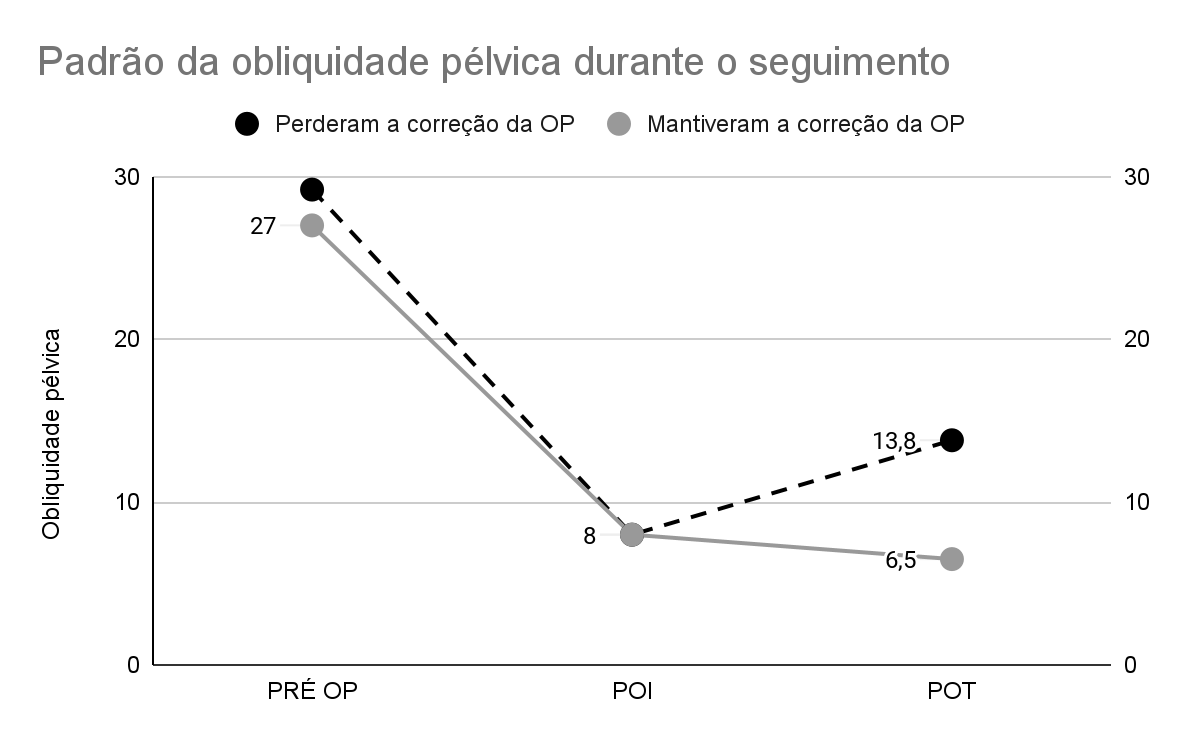 Padrão da obliquidade pélvica durante o seguimento
Perderam a correção da OP Mantiveram a correção da OP
30 30
27
20 20
Obliquidade pélvica
13,8
10 10
8
6,5
0 0
PRÉ OP POI POT